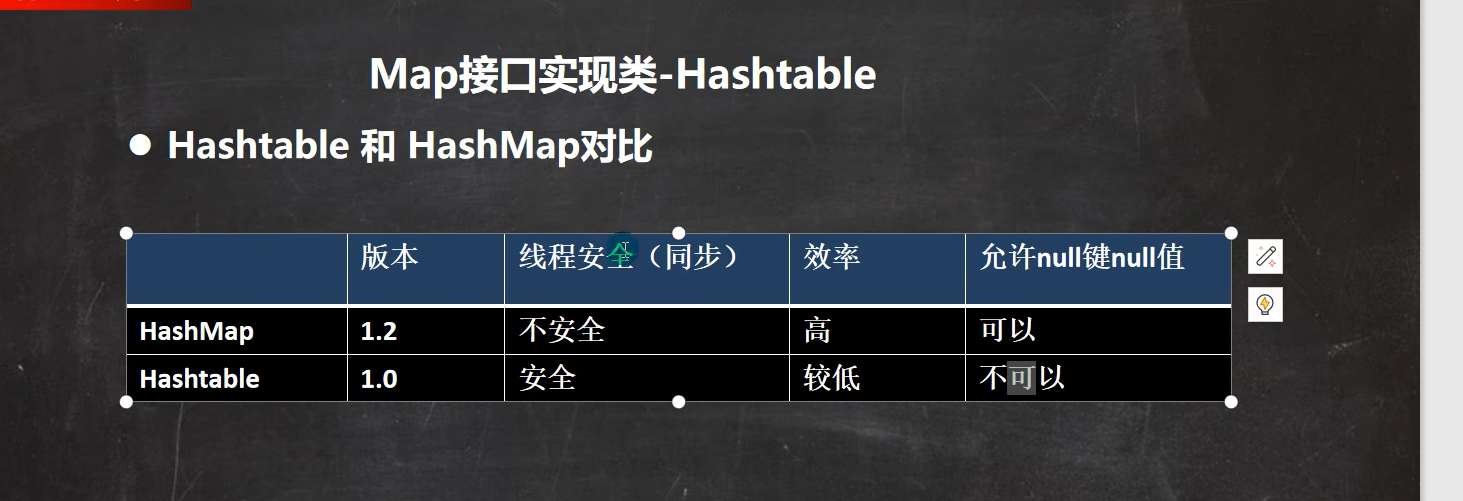 Map接口实现类-Hashtable
● Hashtable 和 HashMap对比
版本 线程安全（同步） 效率 允许null键null值
HashMap 1.2 不安全 高 可以
Hashtable 1.0 安全 较低 不可以